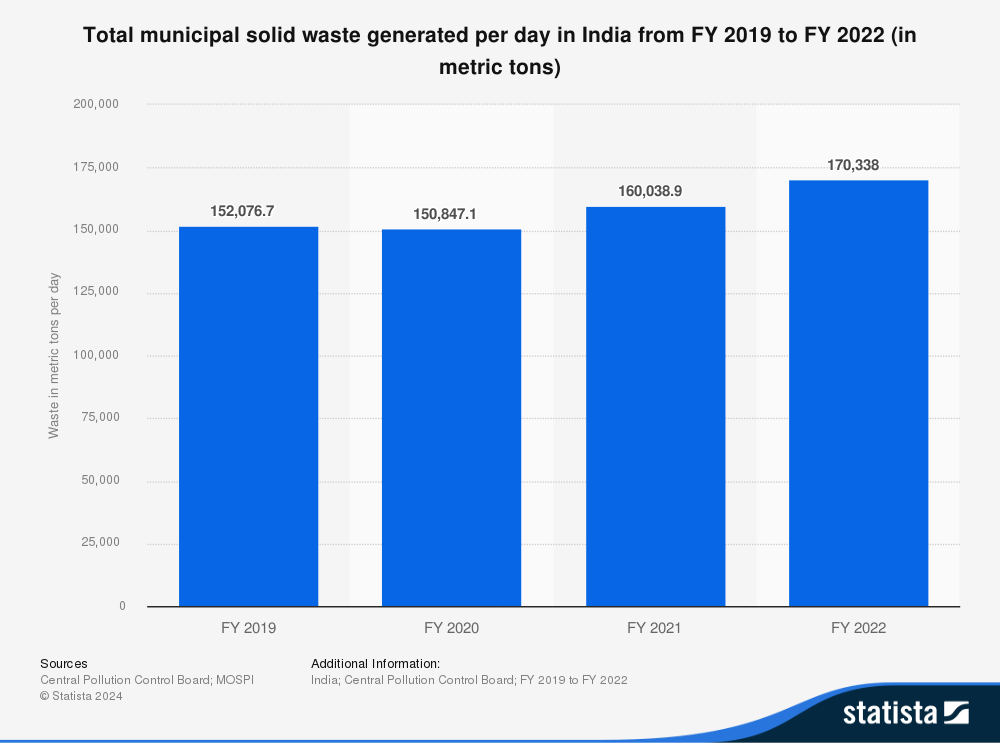 Total municipal solid waste generated per day in India from FY 2019 to FY 2022 (in
metric tons)
Waste in metric tons per day
200,000
175,000
150,000
125,000
100,000
75,000
50,000
25,000
0
152,076.7
150,847.1
160,038.9
170,338
FY 2019
FY 2020
FY 2021
FY 2022
Sources
Central Pollution Control Board; MOSPI
© Statista 2024
Additional Information:
India; Central Pollution Control Board; FY 2019 to FY 2022
statista